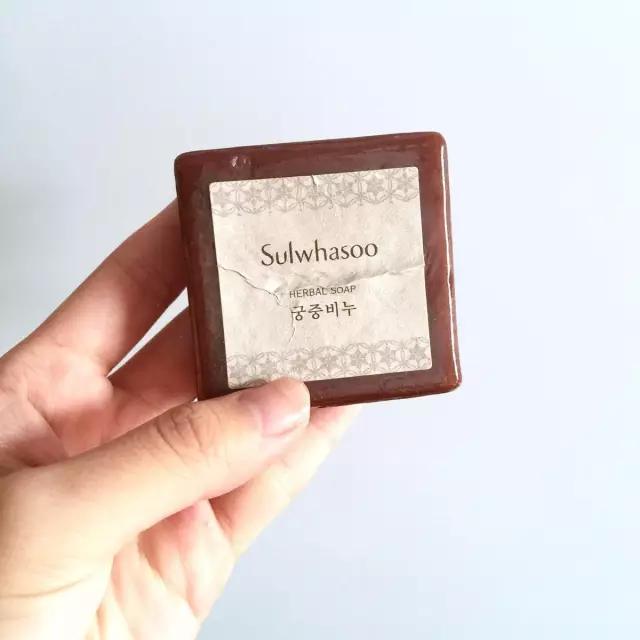 Sulwhasoo
HERBAL SOAP
궁중비누